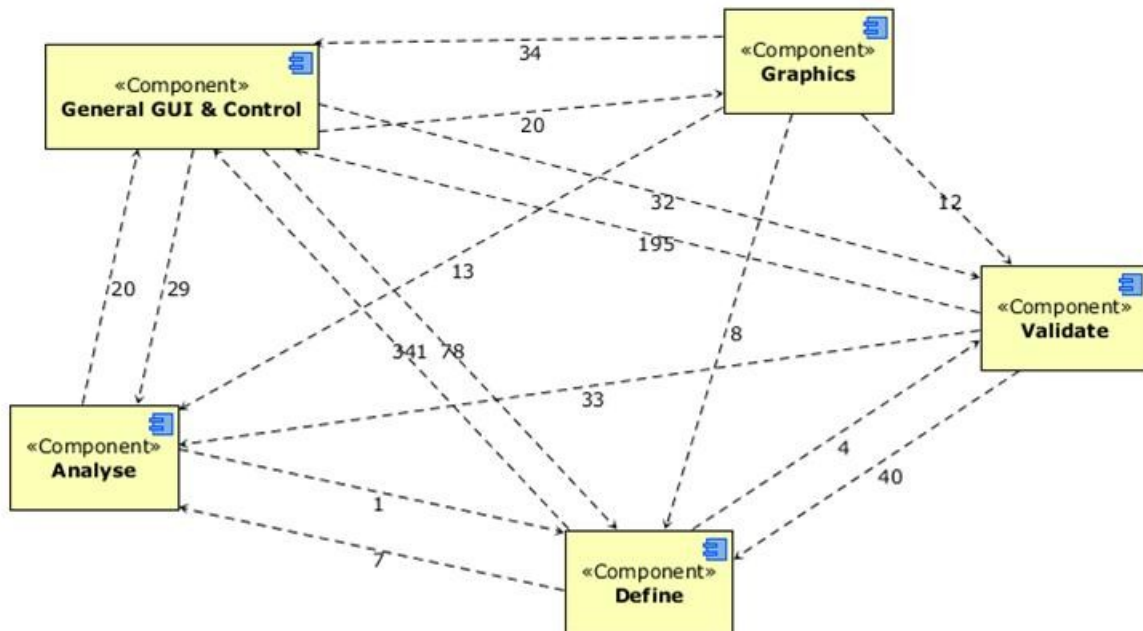 «Component»
Graphics
34
«Component»
General GUI & Control
20
32
12
195
13
20
29
«Component»
Validate
8
341
78
33
«Component»
Analyse
4
40
1
7
«Component»
Define